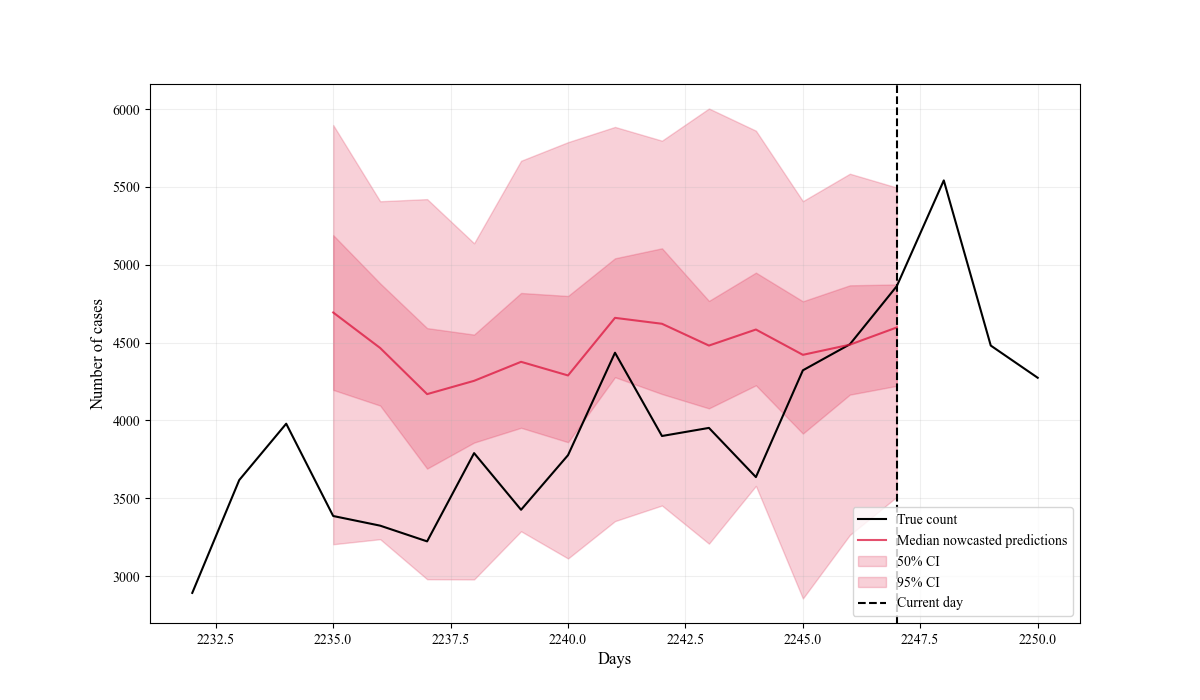 6000
5500
5000
4500
4000
3500
3000
Number of cases
2232.5
2235.0
2237.5
2240.0
2242.5
2245.0
2247.5
2250.0
Days
True count
Median nowcasted predictions
50% CI
95% CI
Current day